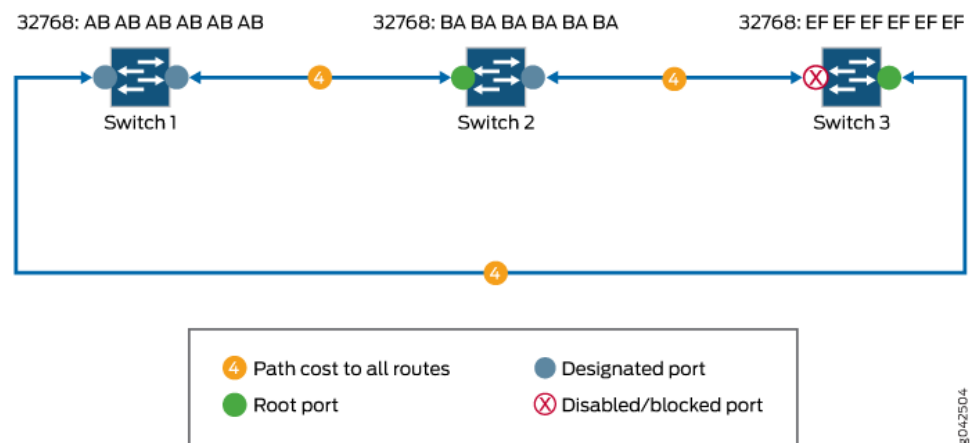 32768: AB AB AB AB AB AB
32768: BA BA BA BA BA BA
32768: EF EF EF EF EF EF
4
4
Switch 1
Switch 2
Switch 3
4
4 Path cost to all routes
Designated port
Root port
X Disabled/blocked port
g042504